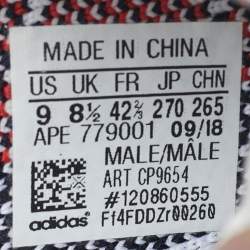 MADE IN CHINA
US UK FR JP CHN
9 8½ 42⅔ 270 265
APE 779001 09/18
MALE/MÂLE
ART CP9654
#120860555
Ff4FDDZr00260
adidas